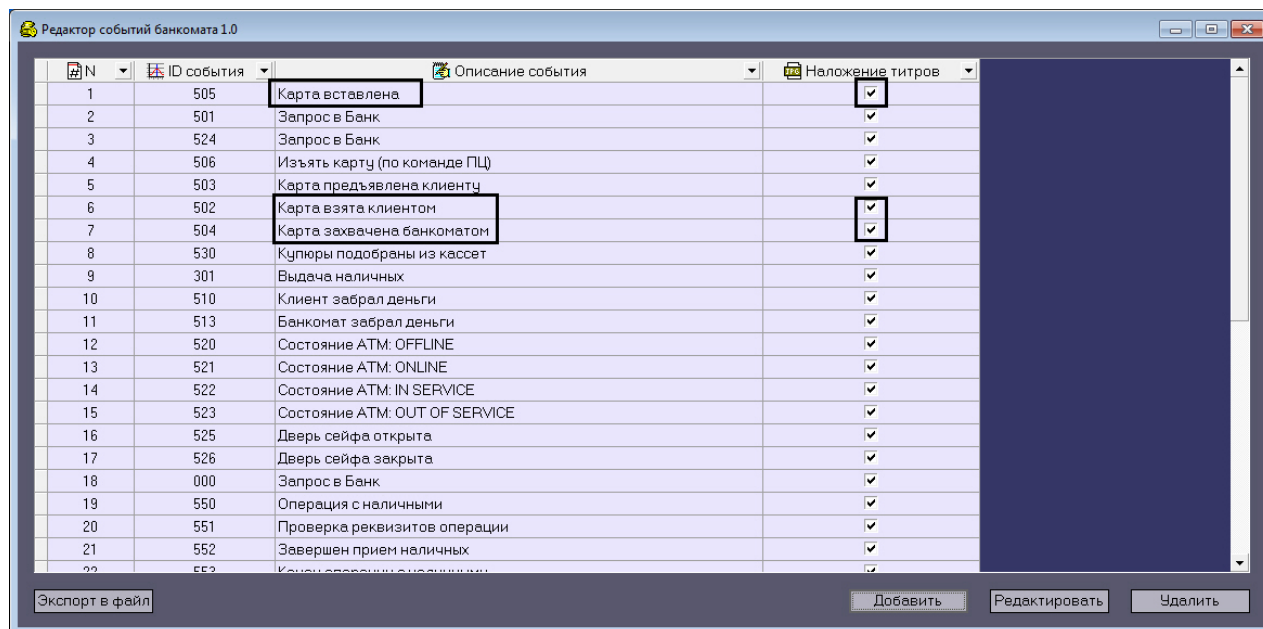 Редактор событий банкомата 1.0
N ID события Описание события Наложение титров
1 505 Карта вставлена
2 501 Запрос в Банк
3 524 Запрос в Банк
4 506 Изъять карту (по команде ПЦ)
5 503 Карта предъявлена клиенту
6 502 Карта взята клиентом
7 504 Карта захвачена банкоматом
8 530 Купюры подобраны из кассет
9 301 Выдача наличных
10 510 Клиент забрал деньги
11 513 Банкомат забрал деньги
12 520 Состояние ATM: OFFLINE
13 521 Состояние ATM: ONLINE
14 522 Состояние ATM: IN SERVICE
15 523 Состояние ATM: OUT OF SERVICE
16 525 Дверь сейфа открыта
17 526 Дверь сейфа закрыта
18 000 Запрос в Банк
19 550 Операция с наличными
20 551 Проверка реквизитов операции
21 552 Завершен прием наличных
Экспорт в файл Добавить Редактировать Удалить